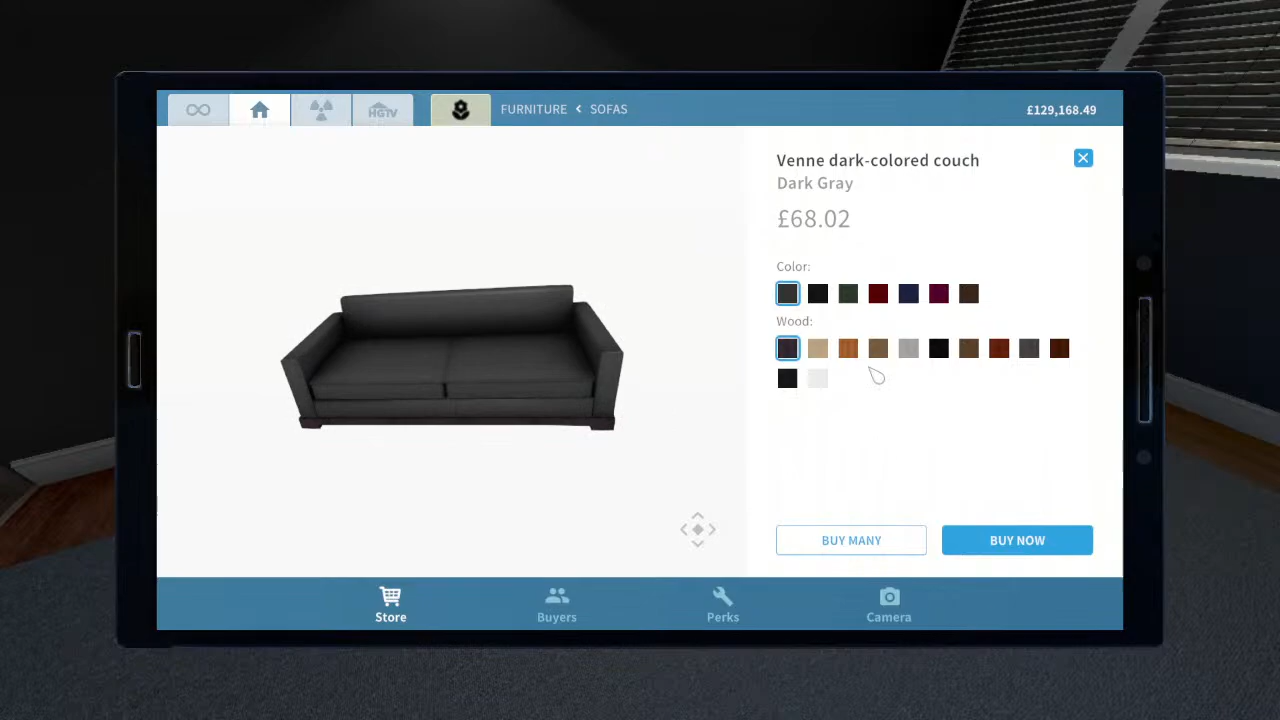 HGTV
FURNITURE < SOFAS
£129,168.49
Venne dark-colored couch
Dark Gray
£68.02
Color:
Wood:
BUY MANY
BUY NOW
Store
Buyers
Perks
Camera